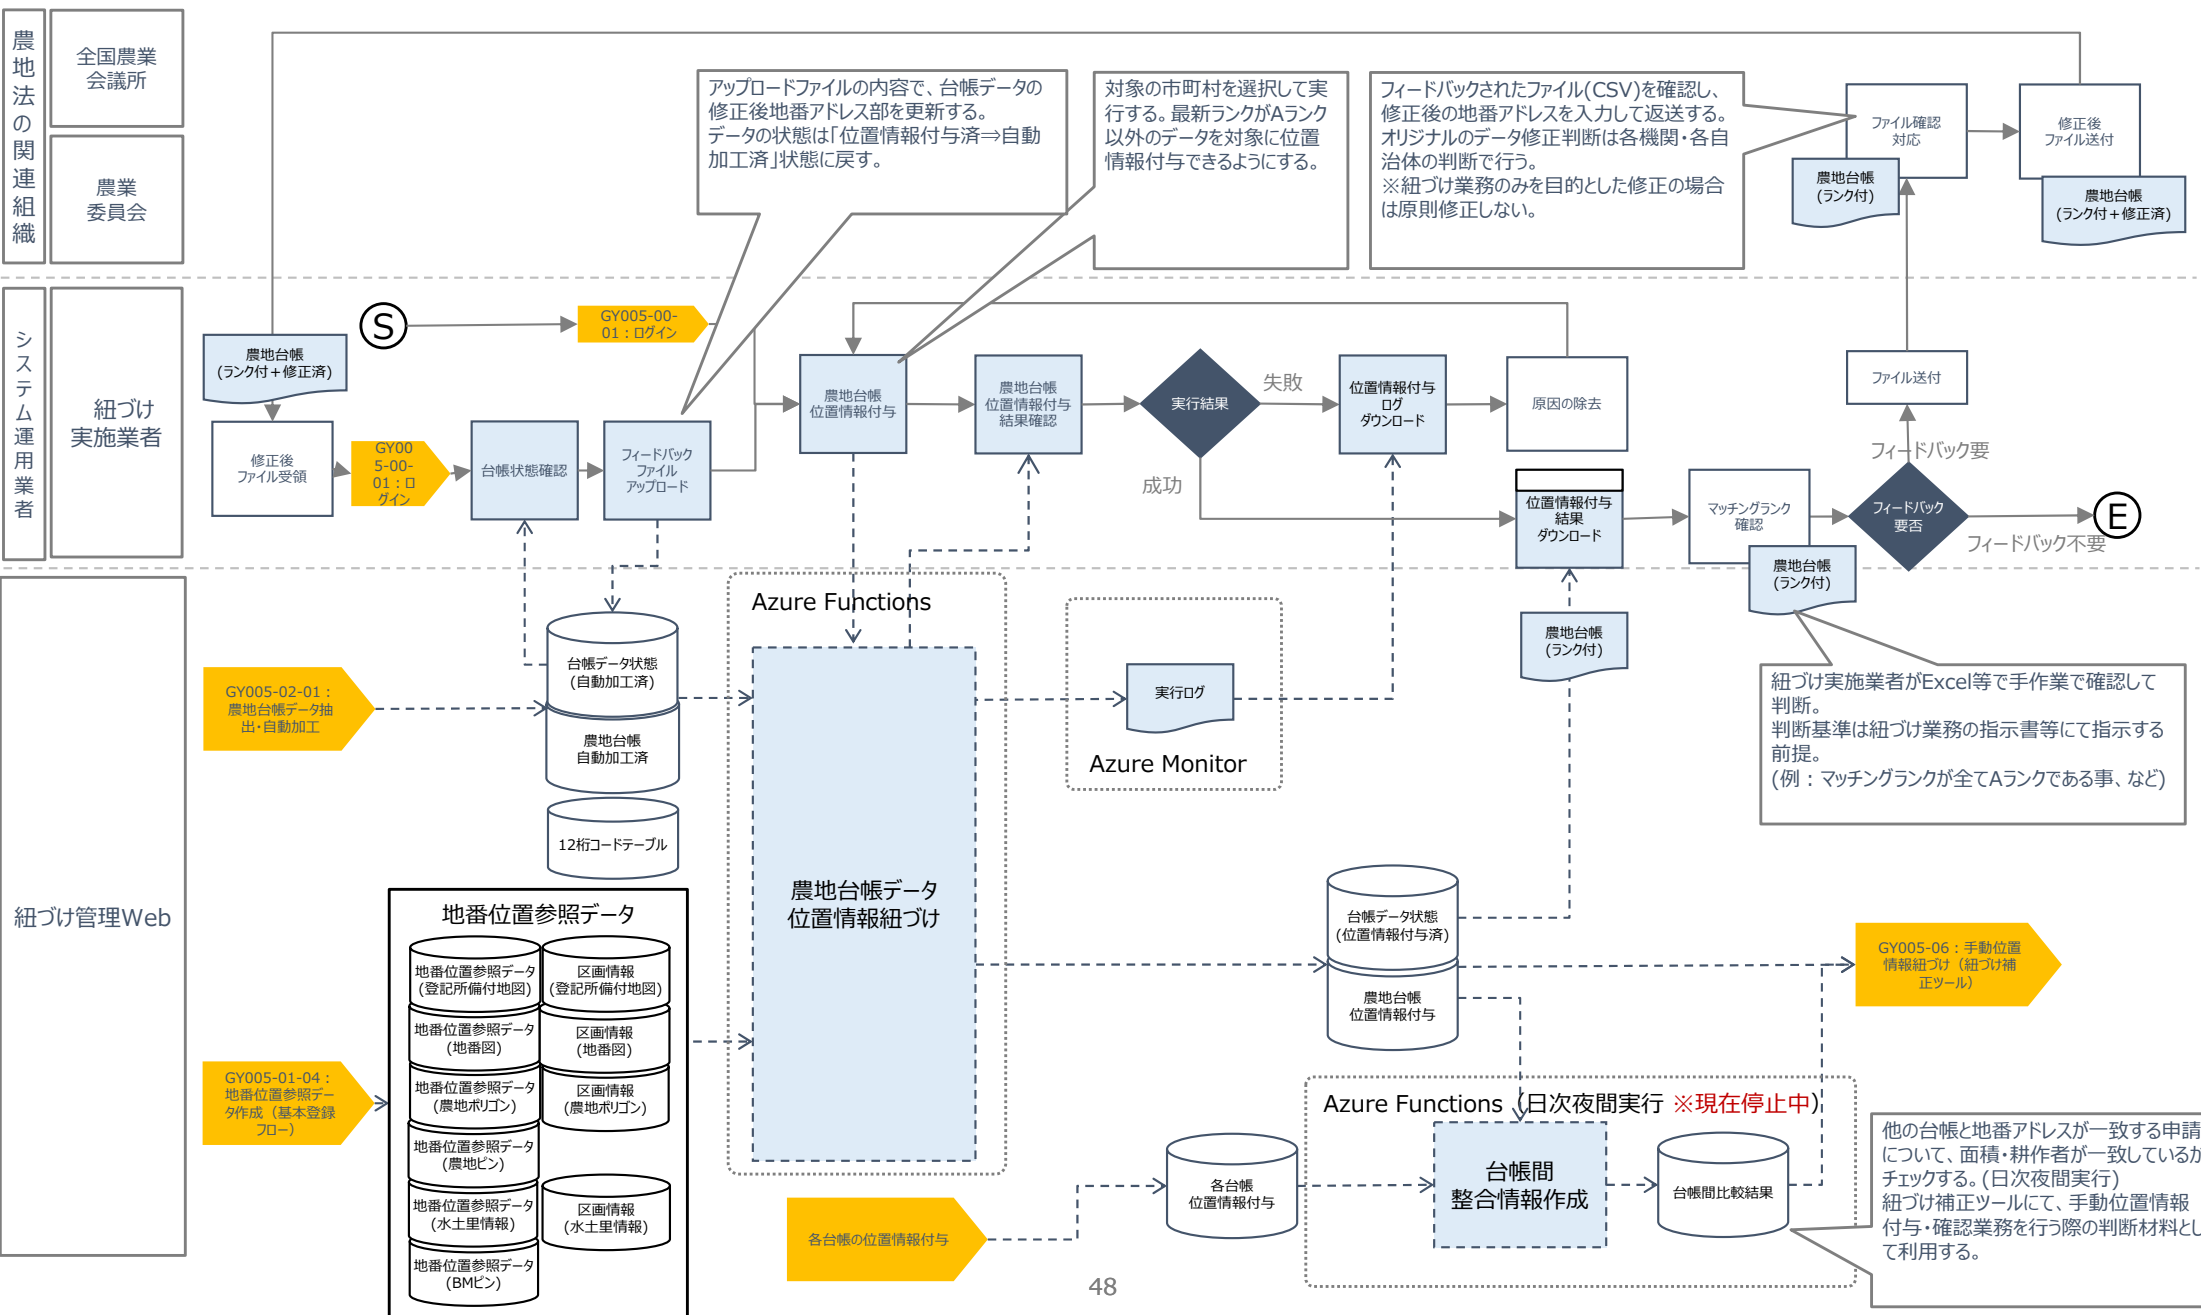 農地法の関連組織
全国農業
会議所
農業
委員会
アップロードファイルの内容で、台帳データの
修正後地番アドレス部を更新する。
データの状態は「位置情報付与済⇒自動
加工済」状態に戻す。
対象の市町村を選択して実
行する。最新ランクがAランク
以外のデータを対象に位置
情報付与できるようにする。
フィードバックされたファイル(CSV)を確認し、
修正後の地番アドレスを入力して返送する。
オリジナルのデータ修正判断は各機関・各自
治体の判断で行う。
※紐づけ業務のみを目的とした修正の場合
は原則修正しない。
ファイル確認
対応
修正後
ファイル送付
農地台帳
(ランク付)
農地台帳
(ランク付+修正済)
システム運用業者
紐づけ
実施業者
農地台帳
(ランク付+修正済)
S
GY005-00-
01：ログイン
修正後
ファイル受領
GY00
5-00-
01：ロ
グイン
台帳状態確認
フィードバック
ファイル
アップロード
農地台帳
位置情報付与
農地台帳
位置情報付与
結果確認
実行結果
失敗
成功
位置情報付与
ログ
ダウンロード
原因の除去
位置情報付与
結果
ダウンロード
マッチングランク
確認
農地台帳
(ランク付)
ファイル送付
フィードバック要
フィードバック
要否
フィードバック不要
E
紐づけ管理Web
GY005-02-01：
農地台帳データ抽
出・自動加工
台帳データ状態
(自動加工済)
農地台帳
自動加工済
12桁コードテーブル
Azure Functions
農地台帳データ
位置情報紐づけ
実行ログ
Azure Monitor
農地台帳
(ランク付)
紐づけ実施業者がExcel等で手作業で確認して
判断。
判断基準は紐づけ業務の指示書等にて指示する
前提。
(例：マッチングランクが全てAランクである事、など)
地番位置参照データ
地番位置参照データ
(登記所備付地図)
区画情報
(登記所備付地図)
地番位置参照データ
(地番図)
区画情報
(地番図)
地番位置参照データ
(農地ポリゴン)
区画情報
(農地ポリゴン)
地番位置参照データ
(農地ピン)
地番位置参照データ
(水土里情報)
区画情報
(水土里情報)
地番位置参照データ
(BMピン)
GY005-01-04：
地番位置参照デー
タ作成（基本登録
フロー）
台帳データ状態
(位置情報付与済)
農地台帳
位置情報付与
GY005-06：手動位置
情報紐づけ（紐づけ補
正ツール）
Azure Functions（日次夜間実行 ※現在停止中）
各台帳の位置情報付与
各台帳
位置情報付与
台帳間
整合情報作成
台帳間比較結果
他の台帳と地番アドレスが一致する申請
について、面積・耕作者が一致しているか
チェックする。(日次夜間実行)
紐づけ補正ツールにて、手動位置情報
付与・確認業務を行う際の判断材料とし
て利用する。
48